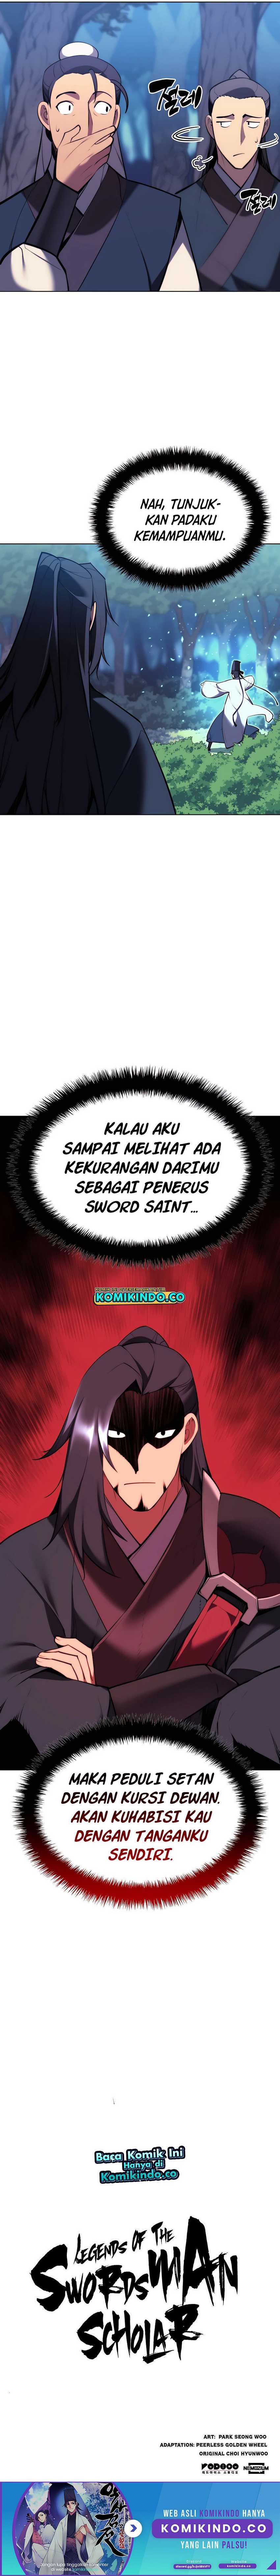 절레
절레
NAH, TUNJUK-
KAN PADAKU
KEMAMPUANMU.
KALAU AKU
SAMPAI MELIHAT ADA
KEKURANGAN DARIMU
SEBAGAI PENERUS
SWORD SAINT...
KOMIKINDO.CO
MAKA PEDULI SETAN
DENGAN KURSI DEWAN.
AKAN KUHABISI KAU
DENGAN TANGANKU
SENDIRI.
Baca Komik Ini
Hanya di
Komikindo.co
LEGENDS OF THE
SWORDSMAN
SCHOLAR
ART: PARK SEONG WOO
ADAPTATION: PEERLESS GOLDEN WHEEL
ORIGINAL CHOI HYUNWOO
WEB ASLI KOMIKINDO HANYA
KOMIKINDO.CO
YANG LAIN PALSU!